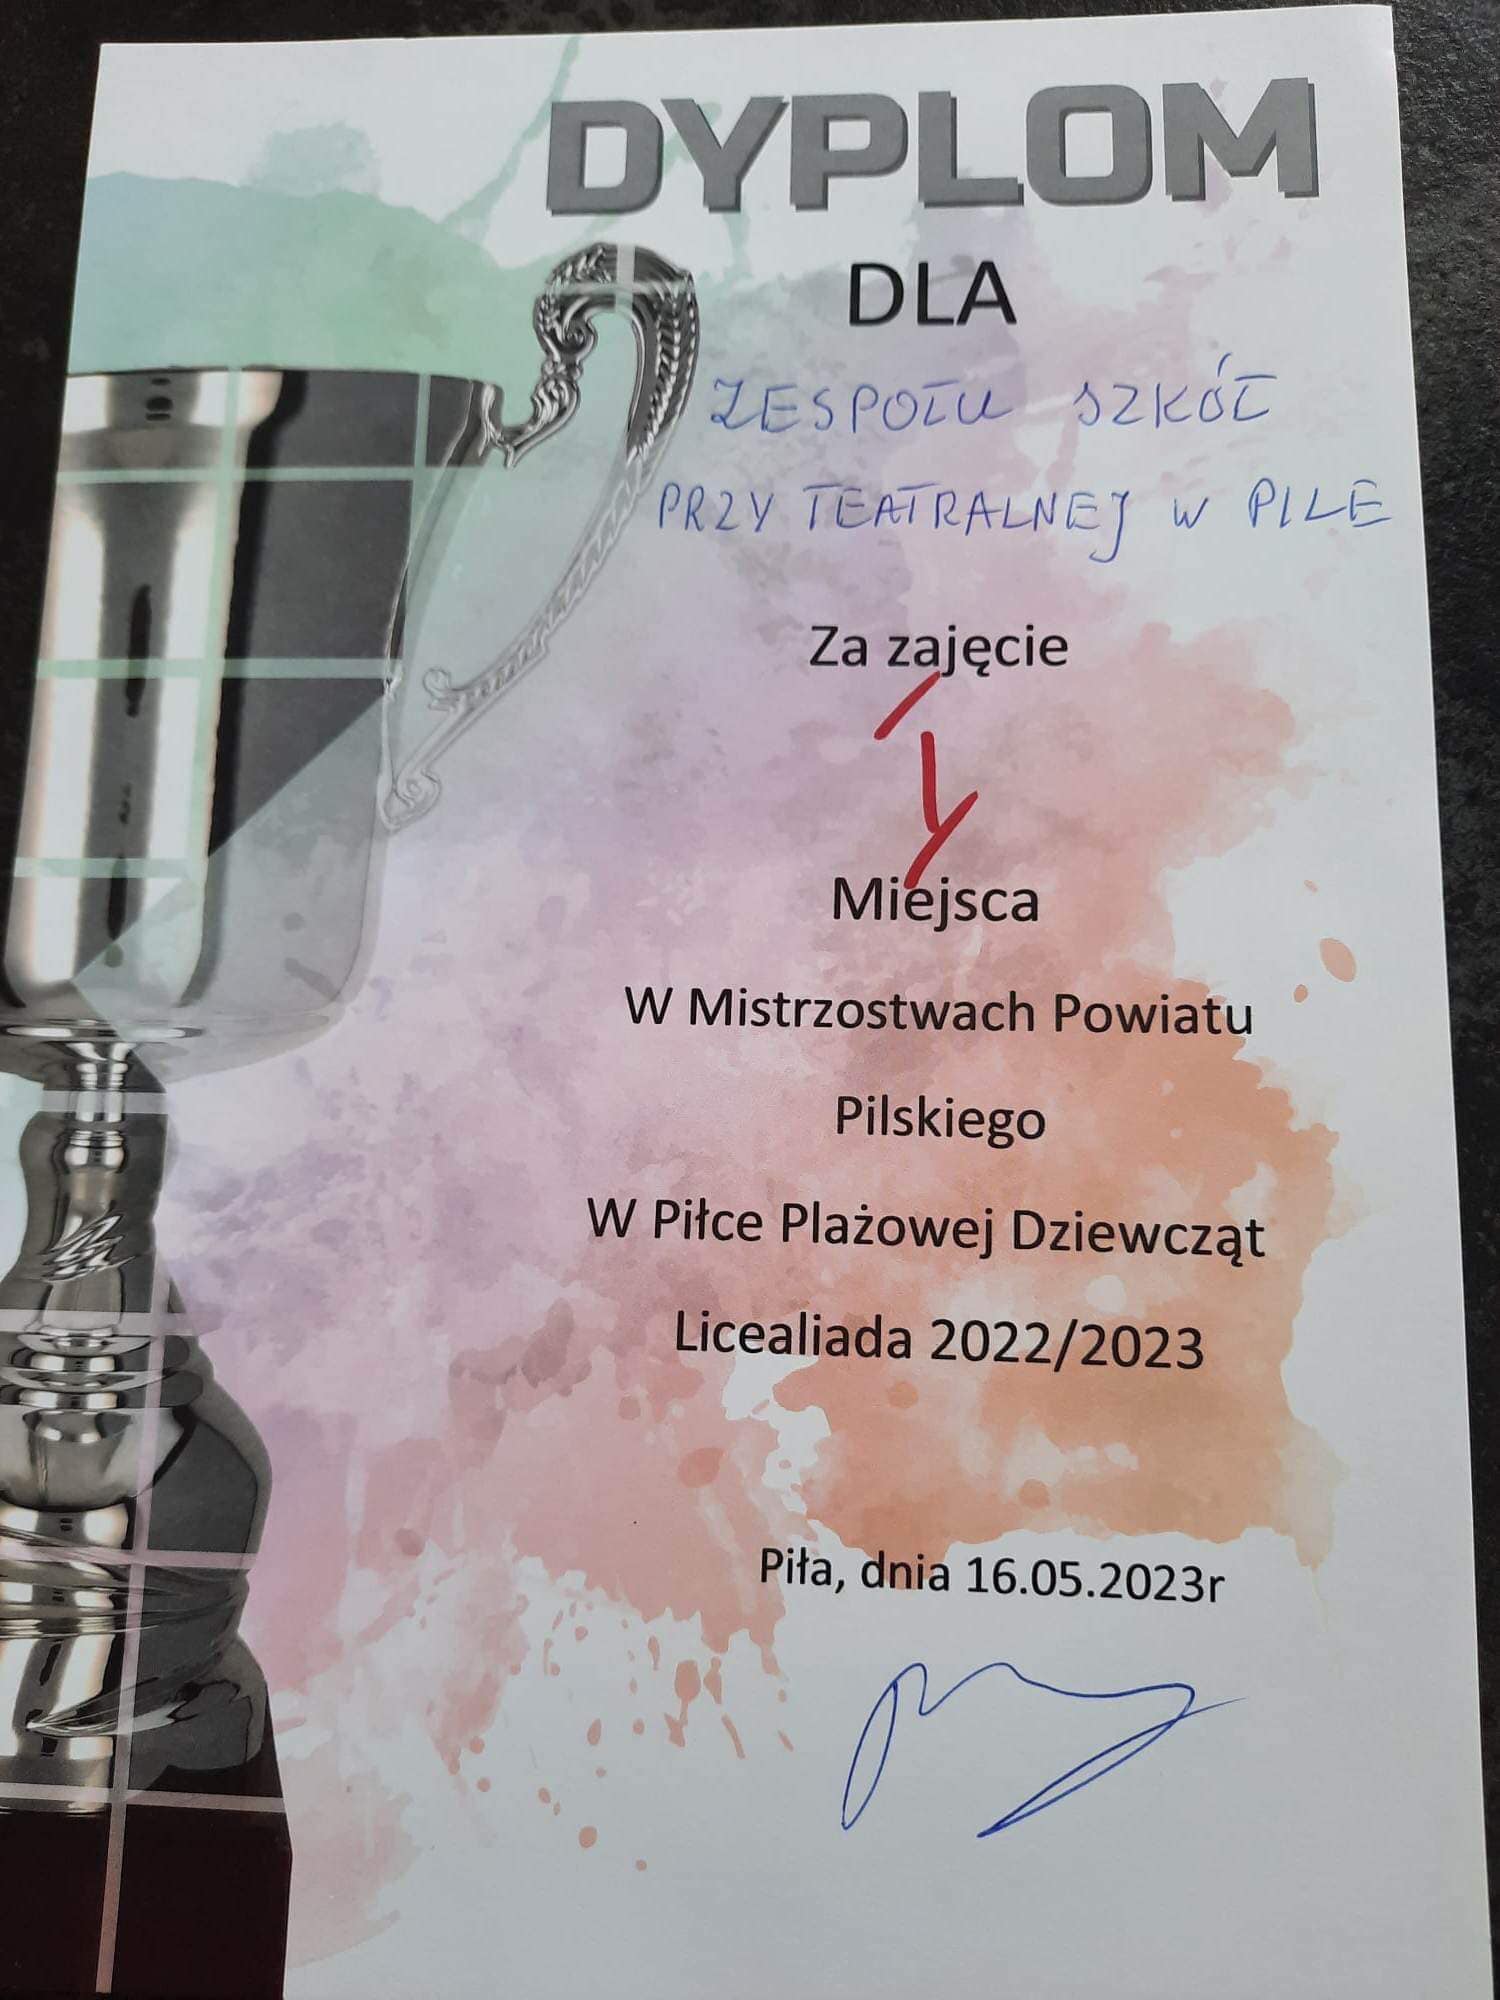 DYPLOM
DLA
ZESPOŁU SZKÓŁ
PRZY TEATRALNEJ W PILE
Za zajęcie
Miejsca
W Mistrzostwach Powiatu
Pilskiego
W Piłce Plażowej Dziewcząt
Licealiada 2022/2023
Piła, dnia 16.05.2023r